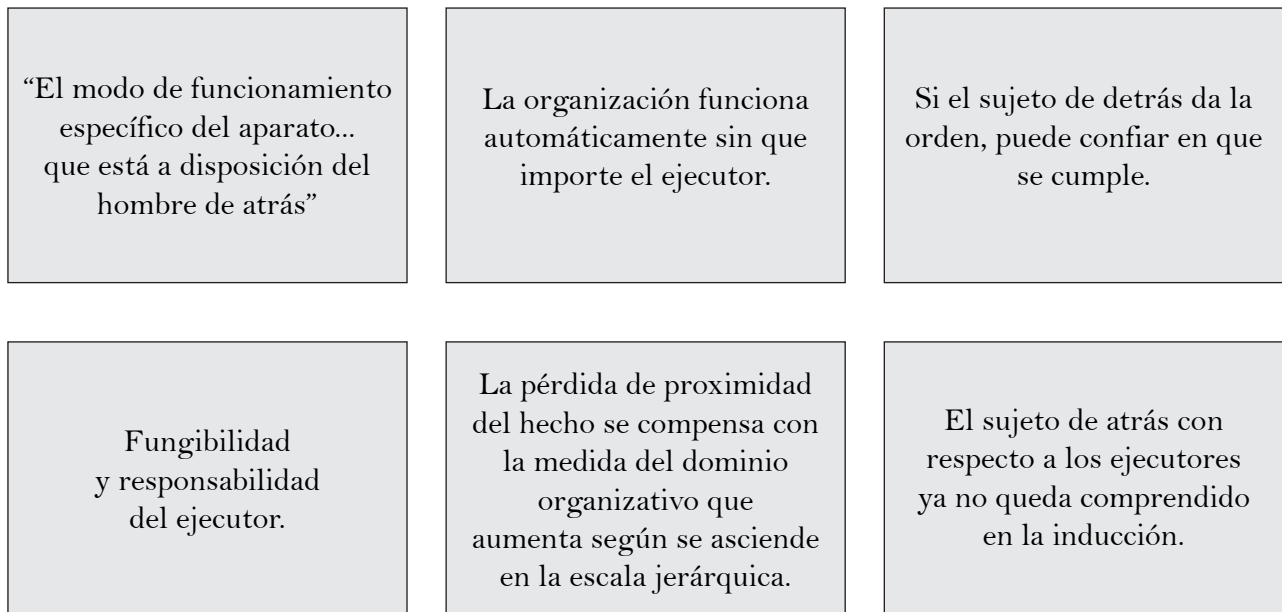 “El modo de funcionamiento
específico del aparato...
que está a disposición del
hombre de atrás”
La organización funciona
automáticamente sin que
importe el ejecutor.
Si el sujeto de detrás da la
orden, puede confiar en que
se cumple.
Fungibilidad
y responsabilidad
del ejecutor.
La pérdida de proximidad
del hecho se compensa con
la medida del dominio
organizativo que
aumenta según se asciende
en la escala jerárquica.
El sujeto de atrás con
respecto a los ejecutores
ya no queda comprendido
en la inducción.